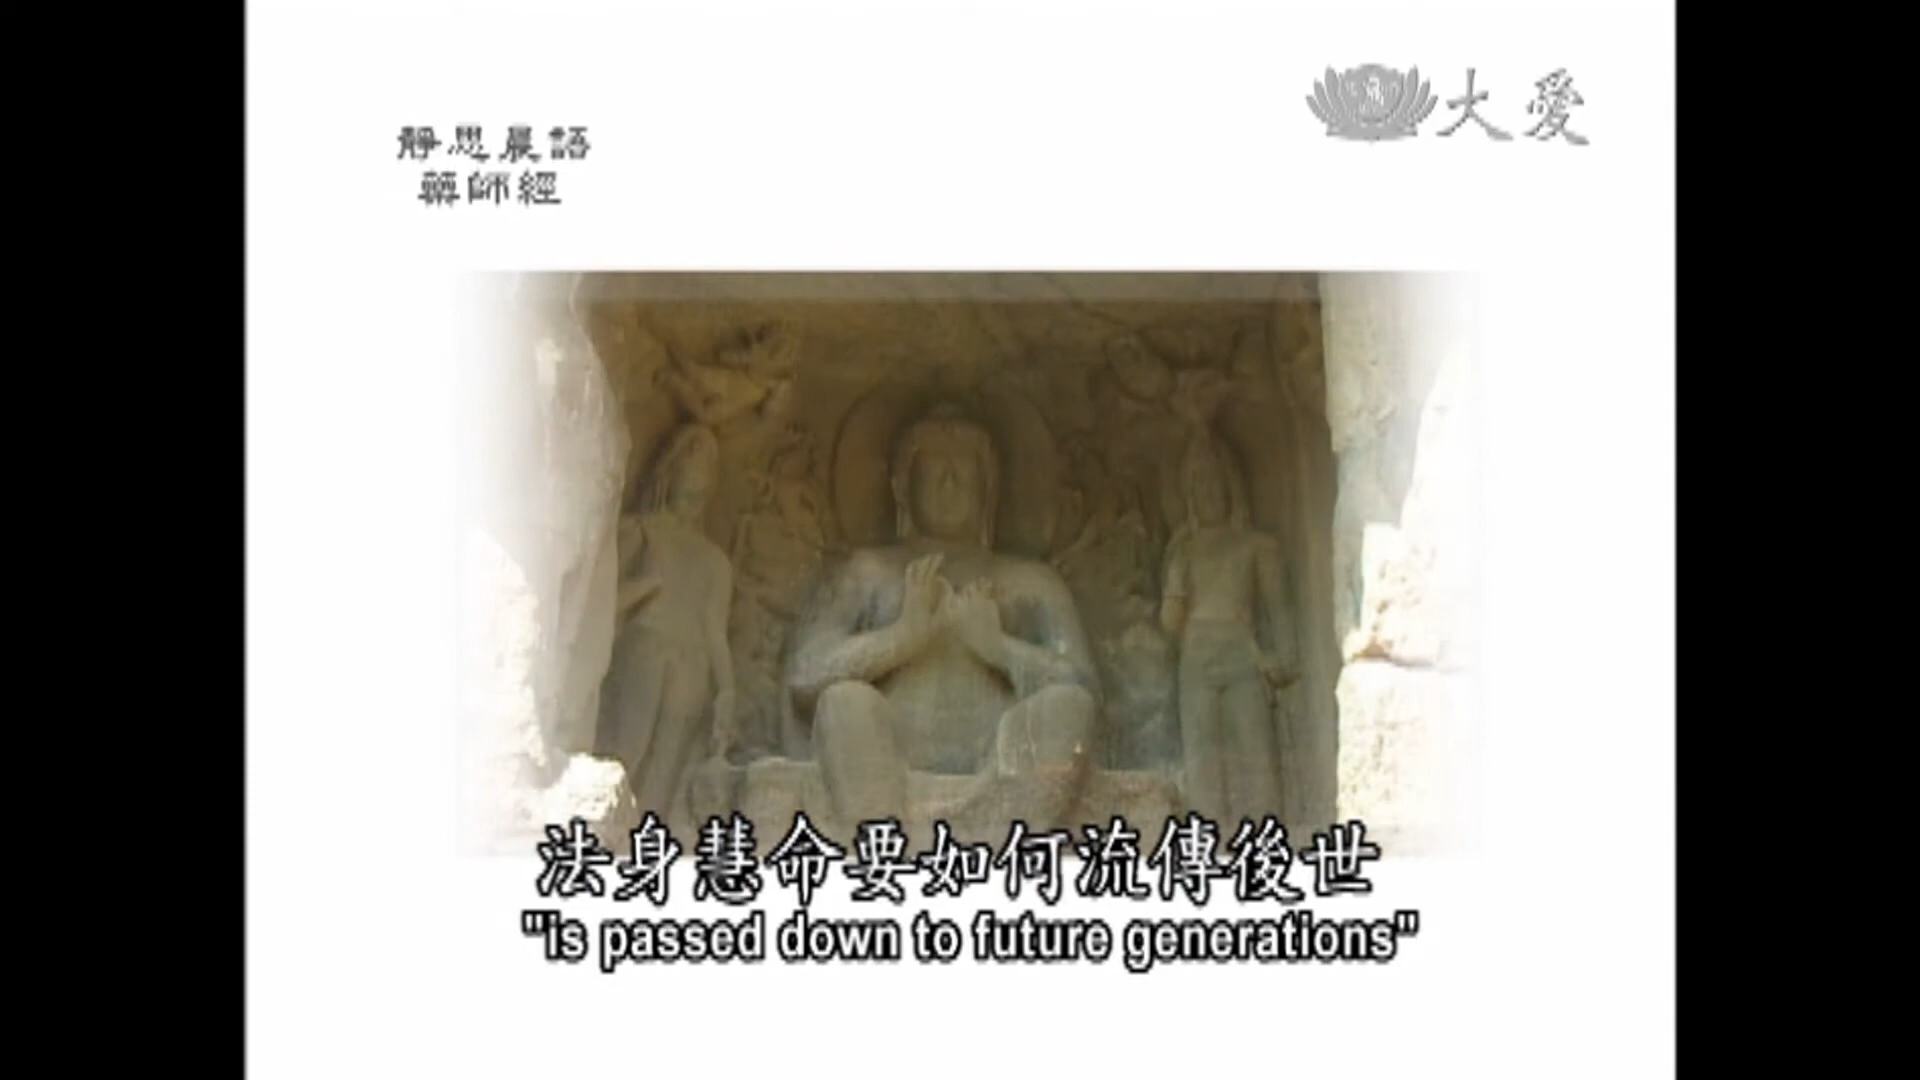 大愛
靜思晨語
藥師經
法身慧命要如何流傳後世
"is passed down to future generations"